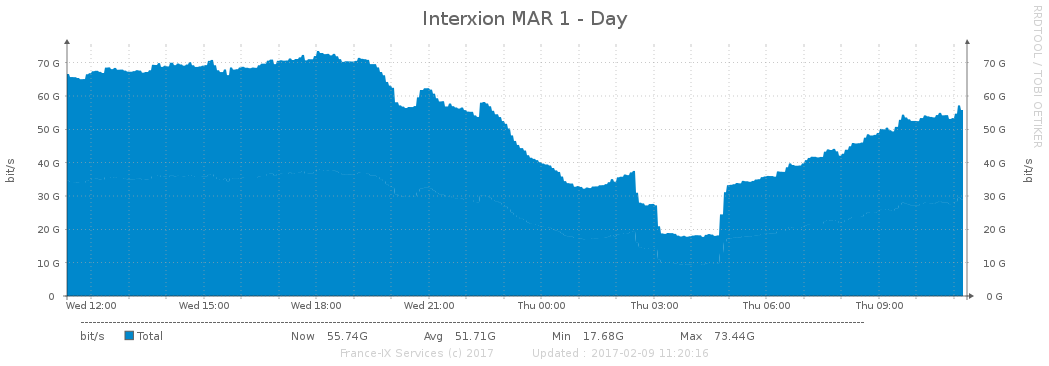 Interxion MAR 1 - Day
RRDTOOL / TOBI OETIKER
bit/s
bit/s
70 G 70 G
60 G 60 G
50 G 50 G
40 G 40 G
30 G 30 G
20 G 20 G
10 G 10 G
0 0 G
Wed 12:00 Wed 15:00 Wed 18:00 Wed 21:00 Thu 00:00 Thu 03:00 Thu 06:00 Thu 09:00
bit/s Total Now 55.74G Avg 51.71G Min 17.68G Max 73.44G
France-IX Services (c) 2017 Updated : 2017-02-09 11:20:16